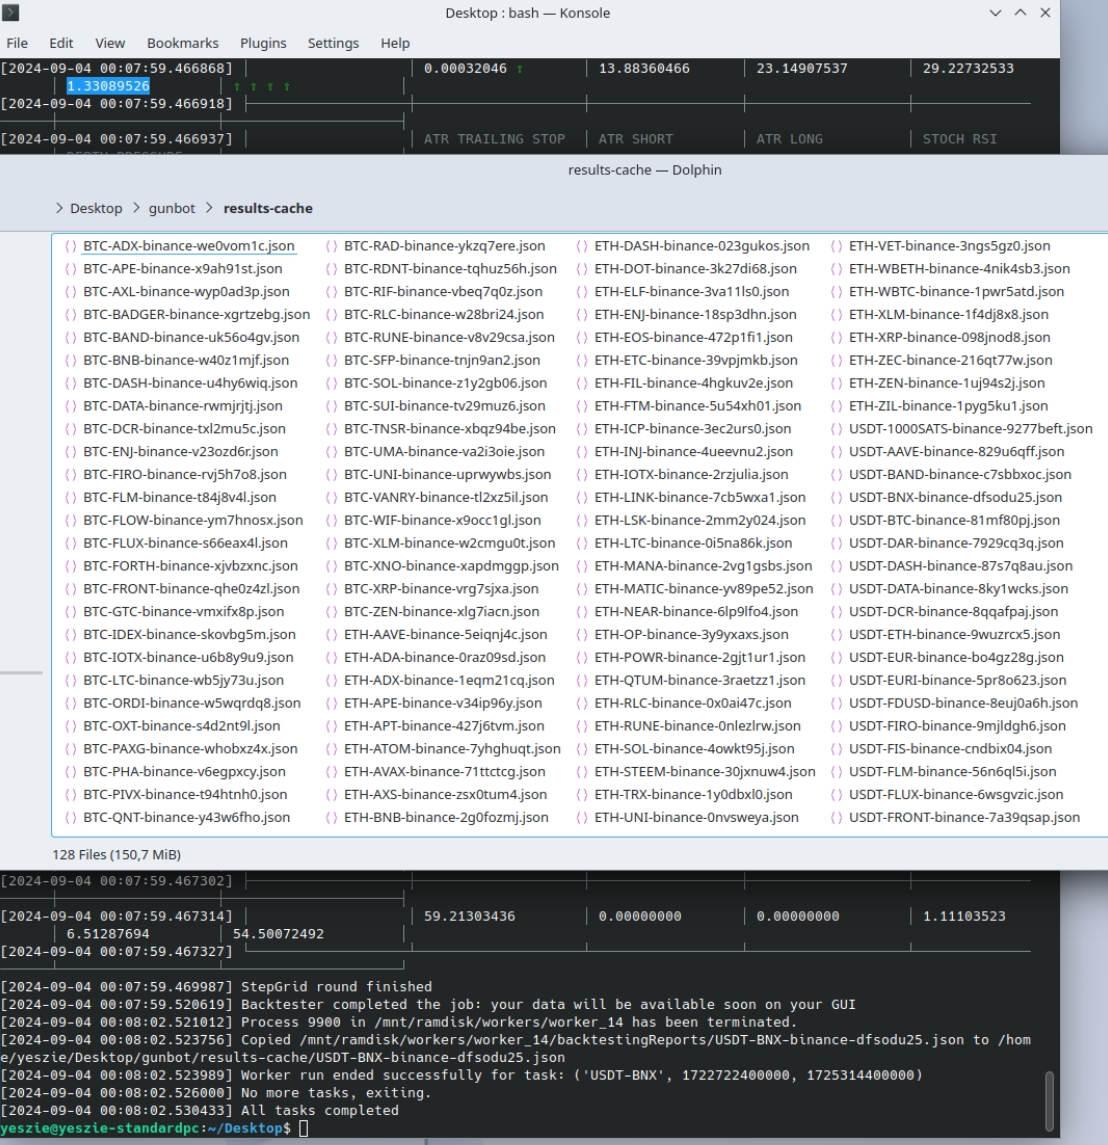 Desktop : bash — Konsole
File Edit View Bookmarks Plugins Settings Help
[2024-09-04 00:07:59.466868] | | 0.00032046 ↑ | 13.88360466 | 23.14907537 | 29.22732533
| 1.33089526 | ↑ ↑ ↑ ↑ |
[2024-09-04 00:07:59.466918]
[2024-09-04 00:07:59.466937] | | ATR TRAILING STOP | ATR SHORT | ATR LONG | STOCH RSI
results-cache — Dolphin
> Desktop > gunbot > results-cache
BTC-ADX-binance-we0vom1c.json
BTC-APE-binance-x9ah91st.json
BTC-AXL-binance-wyp0ad3p.json
BTC-BADGER-binance-xgrtzebg.json
BTC-BAND-binance-uk56o4gv.json
BTC-BNB-binance-w40z1mjf.json
BTC-DASH-binance-u4hy6wiq.json
BTC-DATA-binance-rwmjrjtj.json
BTC-DCR-binance-txl2mu5c.json
BTC-ENJ-binance-v23ozd6r.json
BTC-FIRO-binance-rvj5h7o8.json
BTC-FLM-binance-t84j8v4l.json
BTC-FLOW-binance-ym7hnosx.json
BTC-FLUX-binance-s66eax4l.json
BTC-FORTH-binance-xjvbzxnc.json
BTC-FRONT-binance-qhe0z4zl.json
BTC-GTC-binance-vmxifx8p.json
BTC-IDEX-binance-skovbg5m.json
BTC-IOTX-binance-u6b8y9u9.json
BTC-LTC-binance-wb5jy73u.json
BTC-ORDI-binance-w5wqrdq8.json
BTC-OXT-binance-s4d2nt9l.json
BTC-PAXG-binance-whobxz4x.json
BTC-PHA-binance-v6egpxcy.json
BTC-PIVX-binance-t94htnh0.json
BTC-QNT-binance-y43w6fho.json
BTC-RAD-binance-ykzq7ere.json
BTC-RDNT-binance-tqhuz56h.json
BTC-RIF-binance-vbeq7q0z.json
BTC-RLC-binance-w28bri24.json
BTC-RUNE-binance-v8v29csa.json
BTC-SFP-binance-tnjn9an2.json
BTC-SOL-binance-z1y2gb06.json
BTC-SUI-binance-tv29muz6.json
BTC-TNSR-binance-xbqz94be.json
BTC-UMA-binance-va2i3oie.json
BTC-UNI-binance-uprwywbs.json
BTC-VANRY-binance-tl2xz5il.json
BTC-WIF-binance-x9occ1gl.json
BTC-XLM-binance-w2cmgu0t.json
BTC-XNO-binance-xapdmggp.json
BTC-XRP-binance-vrg7sjxa.json
BTC-ZEN-binance-xlg7iacn.json
ETH-AAVE-binance-5eiqnj4c.json
ETH-ADA-binance-0raz09sd.json
ETH-ADX-binance-1eqm21cq.json
ETH-APE-binance-v34ip96y.json
ETH-APT-binance-427j6tvm.json
ETH-ATOM-binance-7yhghuqt.json
ETH-AVAX-binance-71ttctcg.json
ETH-AXS-binance-zsx0tum4.json
ETH-BNB-binance-2g0fozmj.json
ETH-DASH-binance-023gukos.json
ETH-DOT-binance-3k27di68.json
ETH-ELF-binance-3va11ls0.json
ETH-ENJ-binance-18sp3dhn.json
ETH-EOS-binance-472p1fi1.json
ETH-ETC-binance-39vpjmkb.json
ETH-FIL-binance-4hgkuv2e.json
ETH-FTM-binance-5u54xh01.json
ETH-ICP-binance-3ec2urs0.json
ETH-INJ-binance-4ueevnu2.json
ETH-IOTX-binance-2rzjulia.json
ETH-LINK-binance-7cb5wxa1.json
ETH-LSK-binance-2mm2y024.json
ETH-LTC-binance-0i5na86k.json
ETH-MANA-binance-2vg1gsbs.json
ETH-MATIC-binance-yv89pe52.json
ETH-NEAR-binance-6lp9lfo4.json
ETH-OP-binance-3y9yxaxs.json
ETH-POWR-binance-2gjt1ur1.json
ETH-QTUM-binance-3raetzz1.json
ETH-RLC-binance-0x0ai47c.json
ETH-RUNE-binance-0nlezlrw.json
ETH-SOL-binance-4owkt95j.json
ETH-STEEM-binance-30jxnuw4.json
ETH-TRX-binance-1y0dbxl0.json
ETH-UNI-binance-0nvsweya.json
ETH-VET-binance-3ngs5gz0.json
ETH-WBETH-binance-4nik4sb3.json
ETH-WBTC-binance-1pwr5atd.json
ETH-XLM-binance-1f4dj8x8.json
ETH-XRP-binance-098jnod8.json
ETH-ZEC-binance-216qt77w.json
ETH-ZEN-binance-1uj94s2j.json
ETH-ZIL-binance-1pyg5ku1.json
USDT-1000SATS-binance-9277beft.json
USDT-AAVE-binance-829u6qff.json
USDT-BAND-binance-c7sbbxoc.json
USDT-BNX-binance-dfsodu25.json
USDT-BTC-binance-81mf80pj.json
USDT-DAR-binance-7929cq3q.json
USDT-DASH-binance-87s7q8au.json
USDT-DATA-binance-8ky1wcks.json
USDT-DCR-binance-8qqafpaj.json
USDT-ETH-binance-9wuzrcx5.json
USDT-EUR-binance-bo4gz28g.json
USDT-EURI-binance-5pr8o623.json
USDT-FDUSD-binance-8euj0a6h.json
USDT-FIRO-binance-9mjldgh6.json
USDT-FIS-binance-cndbix04.json
USDT-FLM-binance-56n6ql5i.json
USDT-FLUX-binance-6wsgvzic.json
USDT-FRONT-binance-7a39qsap.json
128 Files (150,7 MiB)
[2024-09-04 00:07:59.467302]
[2024-09-04 00:07:59.467314] | | 59.21303436 | 0.00000000 | 0.00000000 | 1.11103523
| 6.51287694 | 54.50072492 |
[2024-09-04 00:07:59.467327]
[2024-09-04 00:07:59.469987] StepGrid round finished
[2024-09-04 00:07:59.520619] Backtester completed the job: your data will be available soon on your GUI
[2024-09-04 00:08:02.521012] Process 9900 in /mnt/ramdisk/workers/worker_14 has been terminated.
[2024-09-04 00:08:02.523756] Copied /mnt/ramdisk/workers/worker_14/backtestingReports/USDT-BNX-binance-dfsodu25.json to /hom
e/yeszie/Desktop/gunbot/results-cache/USDT-BNX-binance-dfsodu25.json
[2024-09-04 00:08:02.523989] Worker run ended successfully for task: ('USDT-BNX', 1722722400000, 1725314400000)
[2024-09-04 00:08:02.526000] No more tasks, exiting.
[2024-09-04 00:08:02.530433] All tasks completed
yeszie@yeszie-standardpc:~/Desktop$